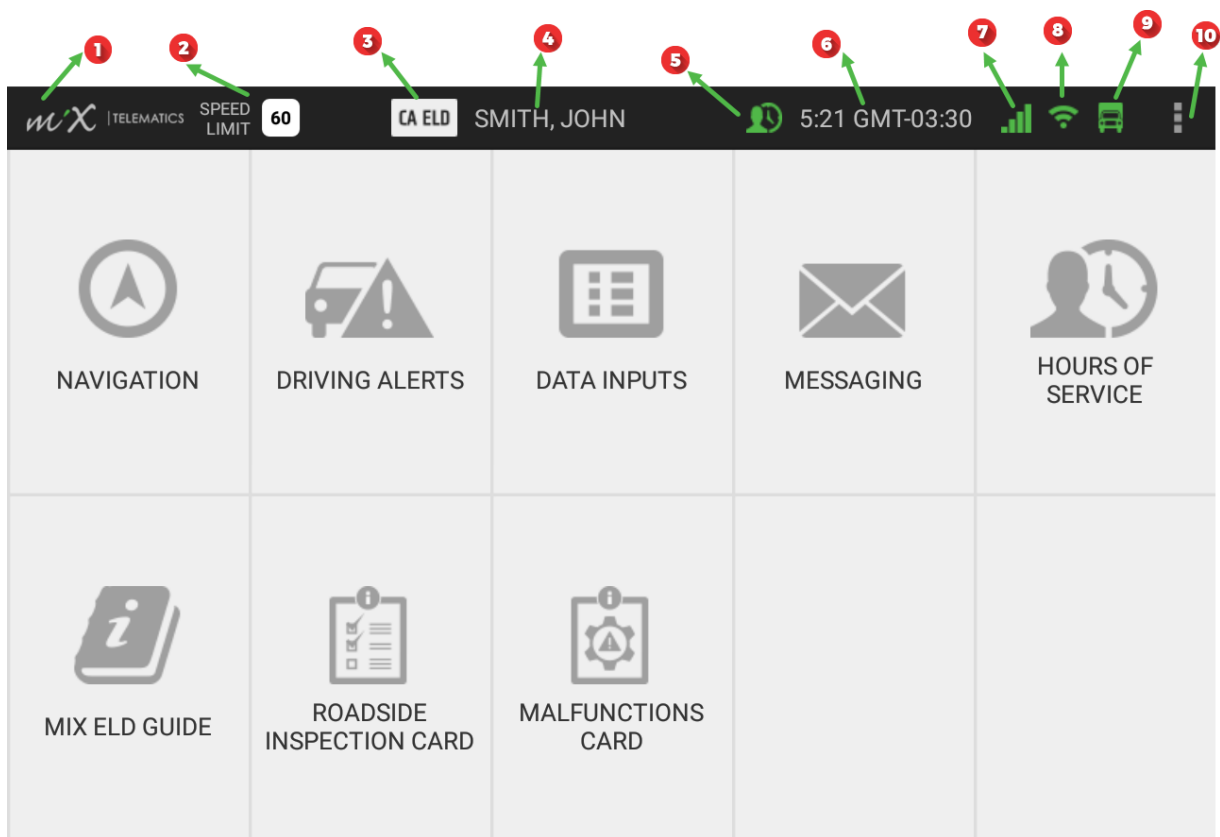 1
2
3
4
5
6
7
8
9
10
miX | TELEMATICS
SPEED
LIMIT
60
CA ELD
SMITH, JOHN
5:21 GMT-03:30
NAVIGATION
DRIVING ALERTS
DATA INPUTS
MESSAGING
HOURS OF
SERVICE
MIX ELD GUIDE
ROADSIDE
INSPECTION CARD
MALFUNCTIONS
CARD